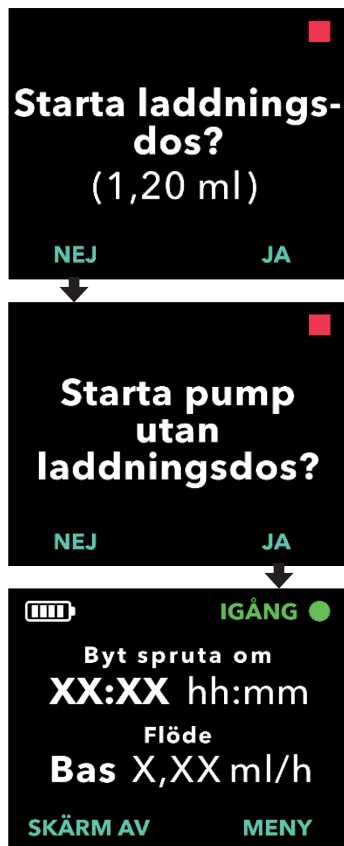 Starta laddnings-
dos?
(1,20 ml)
NEJ JA
Starta pump
utan
laddningsdos?
NEJ JA
IGÅNG
Byt spruta om
XX:XX hh:mm
Flöde
Bas X,XX ml/h
SKÄRM AV MENY